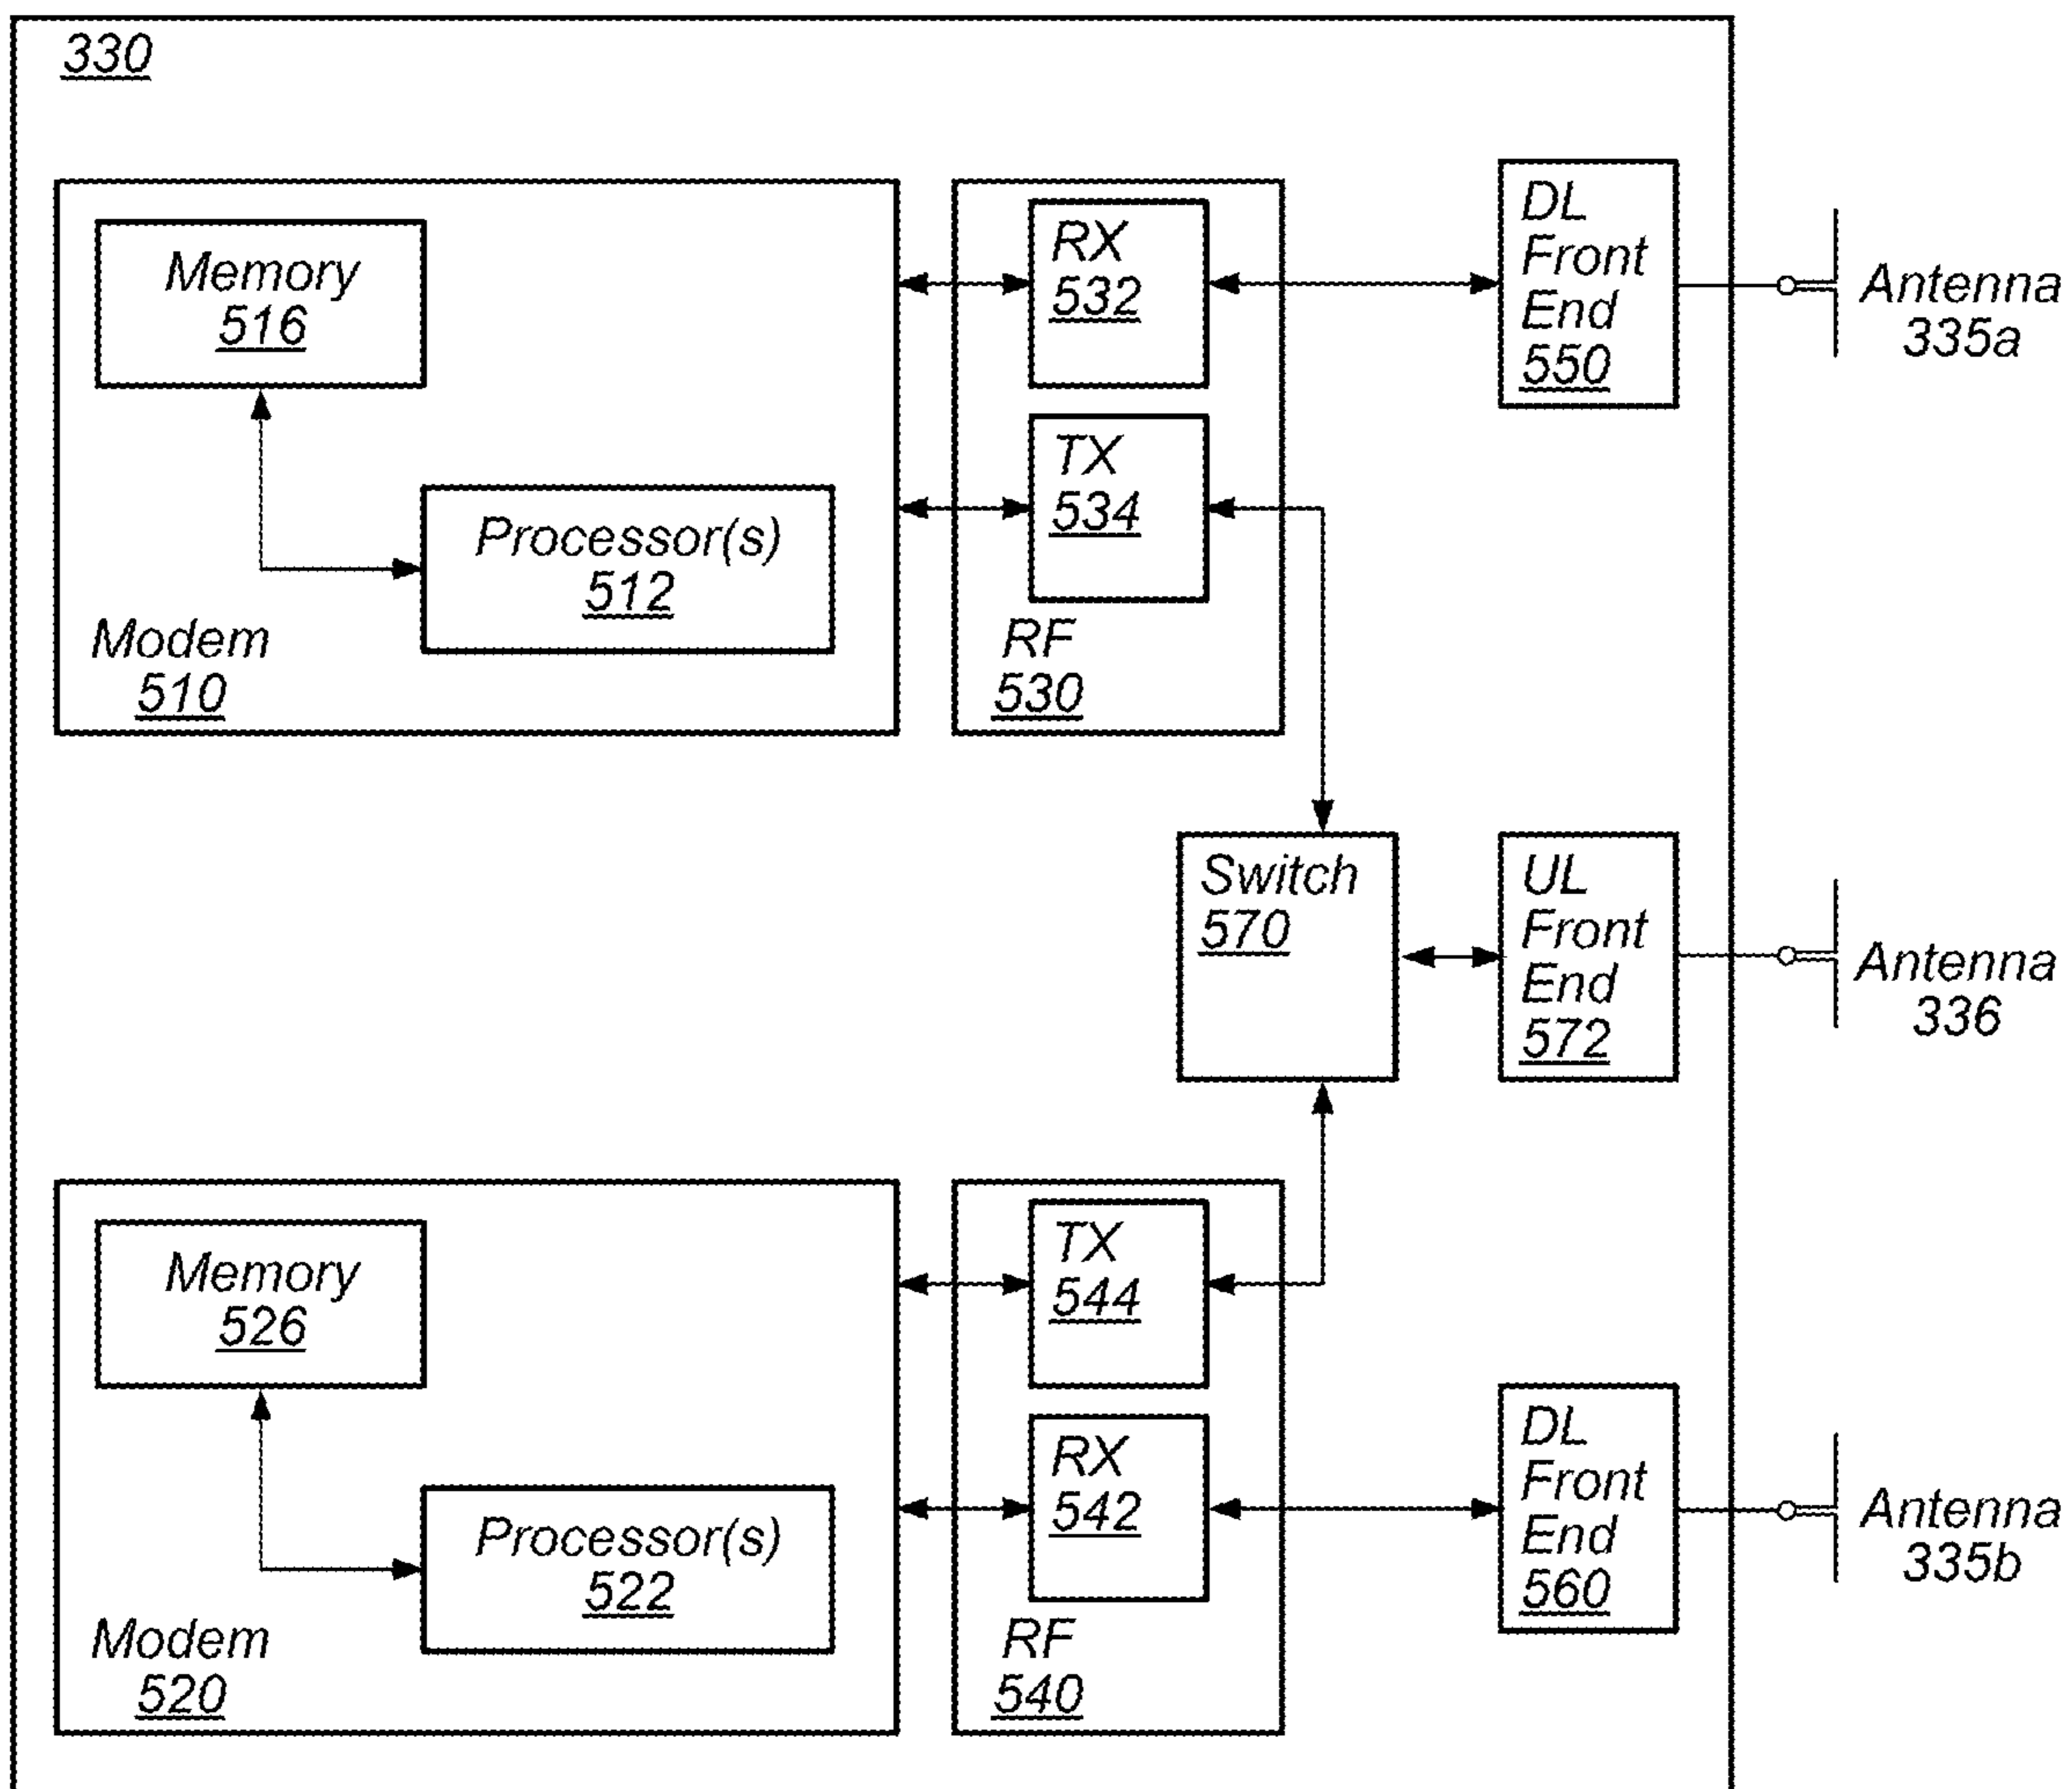 330
Memory
516
Processor(s)
512
Modem
510
RX
532
TX
534
RF
530
DL
Front
End
550
Antenna
335a
Switch
570
UL
Front
End
572
Antenna
336
Memory
526
Processor(s)
522
Modem
520
TX
544
RX
542
RF
540
DL
Front
End
560
Antenna
335b